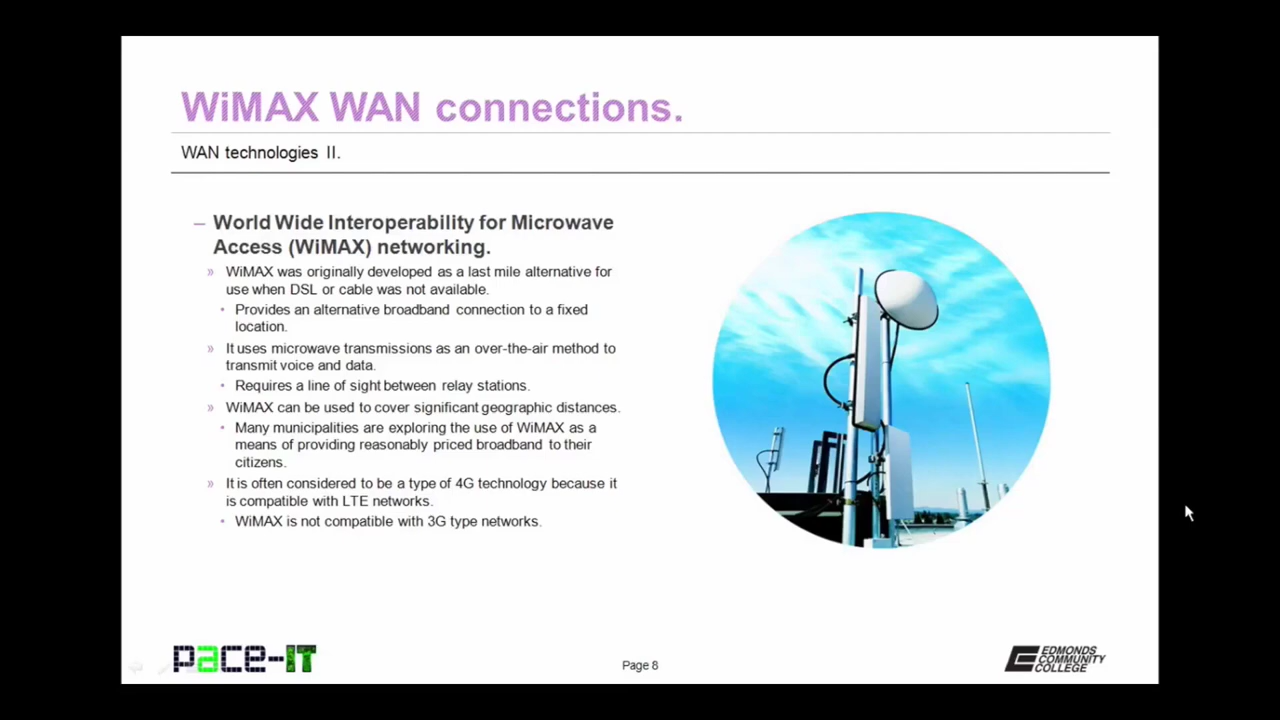 WiMAX WAN connections.
WAN technologies II.
– World Wide Interoperability for Microwave
Access (WiMAX) networking.
» WiMAX was originally developed as a last mile alternative for
use when DSL or cable was not available.
• Provides an alternative broadband connection to a fixed
location.
» It uses microwave transmissions as an over-the-air method to
transmit voice and data.
• Requires a line of sight between relay stations.
» WiMAX can be used to cover significant geographic distances.
• Many municipalities are exploring the use of WiMAX as a
means of providing reasonably priced broadband to their
citizens.
» It is often considered to be a type of 4G technology because it
is compatible with LTE networks.
• WiMAX is not compatible with 3G type networks.
pace-IT
Page 8
EDMONDS
COMMUNITY
COLLEGE